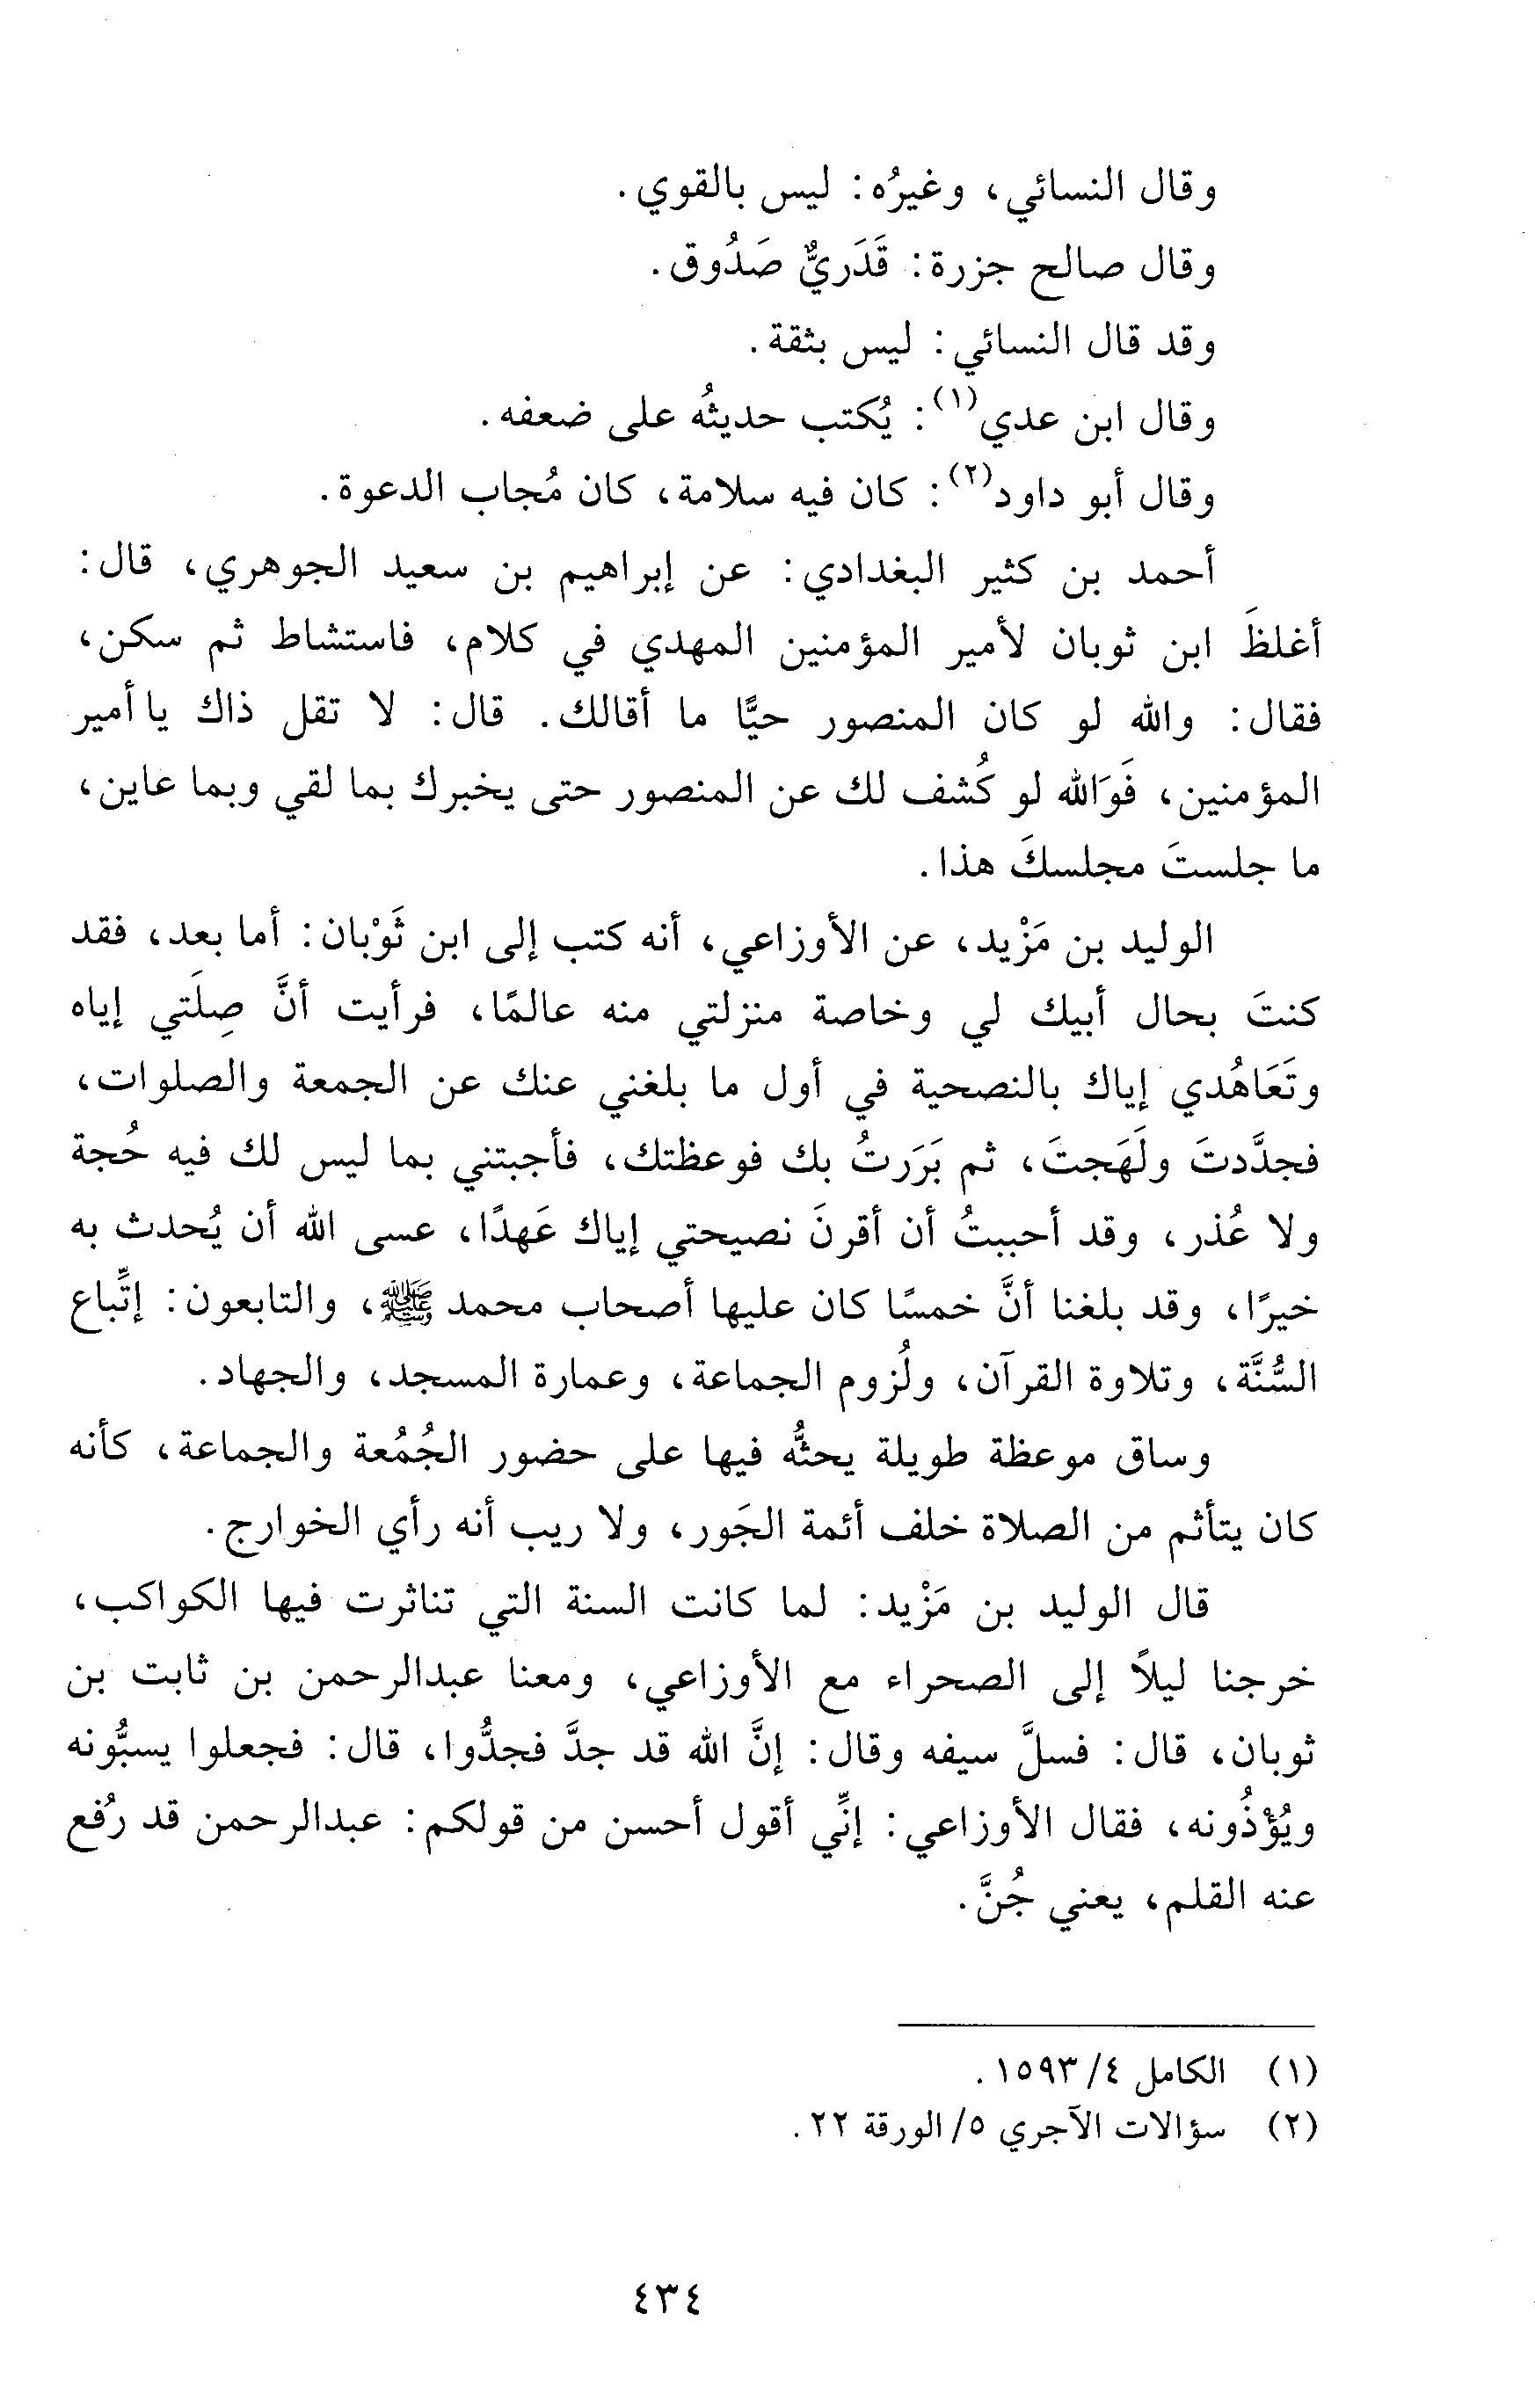 وقال النسائي، وغيرُه: ليس بالقوي.
وقال صالح جزرة: قَدَريٌّ صَدُوق.
وقد قال النسائي: ليس بثقة.
وقال ابن عدي(١): يُكتب حديثُه على ضعفه.
وقال أبو داود(٢): كان فيه سلامة، كان مُجاب الدعوة.
أحمد بن كثير البغدادي: عن إبراهيم بن سعيد الجوهري، قال:
أغلظَ ابن ثوبان لأمير المؤمنين المهدي في كلام، فاستشاط ثم سكن،
فقال: والله لو كان المنصور حيًّا ما أقالك. قال: لا تقل ذاك يا أمير
المؤمنين، فَوَالله لو كُشف لك عن المنصور حتى يخبرك بما لقي وبما عاين،
ما جلستَ مجلسكَ هذا.
الوليد بن مَزْيد، عن الأوزاعي، أنه كتب إلى ابن ثَوْبان: أما بعد، فقد
كنتَ بحال أبيك لي وخاصة منزلتي منه عالمًا، فرأيت أنَّ صِلَتي إياه
وتَعَاهُدي إياك بالنصحية في أول ما بلغني عنك عن الجمعة والصلوات،
فجدَّدتَ ولَهَجتَ، ثم بَرَرتُ بك فوعظتك، فأجبتني بما ليس لك فيه حُجة
ولا عُذر، وقد أحببتُ أن أقرنَ نصيحتي إياك عَهدًا، عسى الله أن يُحدث به
خيرًا، وقد بلغنا أنَّ خمسًا كان عليها أصحاب محمد ﷺ، والتابعون: إتِّباع
السُّنَّة، وتلاوة القرآن، ولُزوم الجماعة، وعمارة المسجد، والجهاد.
وساق موعظة طويلة يحثُّه فيها على حضور الجُمُعة والجماعة، كأنه
كان يتأثم من الصلاة خلف أئمة الجَور، ولا ريب أنه رأي الخوارج.
قال الوليد بن مَزْيد: لما كانت السنة التي تناثرت فيها الكواكب،
خرجنا ليلاً إلى الصحراء مع الأوزاعي، ومعنا عبدالرحمن بن ثابت بن
ثوبان، قال: فسلَّ سيفه وقال: إنَّ الله قد جدَّ فجدُّوا، قال: فجعلوا يسبُّونه
ويُؤذُونه، فقال الأوزاعي: إنِّي أقول أحسن من قولكم: عبدالرحمن قد رُفع
عنه القلم، يعني جُنَّ.
(١) الكامل ٤/ ١٥٩٣.
(٢) سؤالات الآجري ٥/ الورقة ٢٢.
٤٣٤